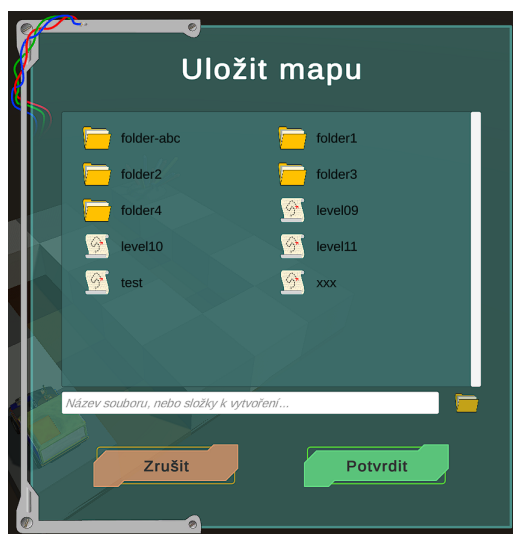 Uložit mapu
folder-abc
folder1
folder2
folder3
folder4
level09
level10
level11
test
xxx
Název souboru, nebo složky k vytvoření...
Zrušit
Potvrdit